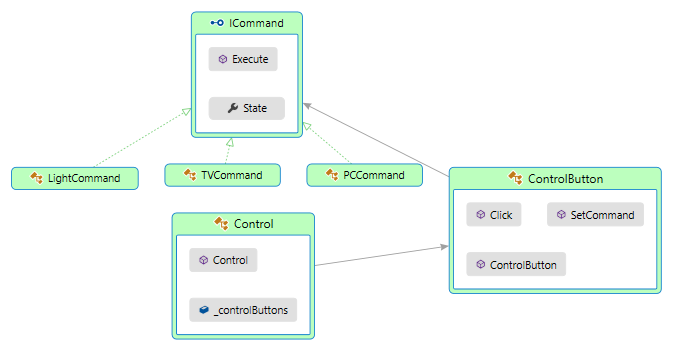 ICommand
Execute
State
LightCommand
TVCommand
PCCommand
ControlButton
Click
SetCommand
ControlButton
Control
Control
_controlButtons